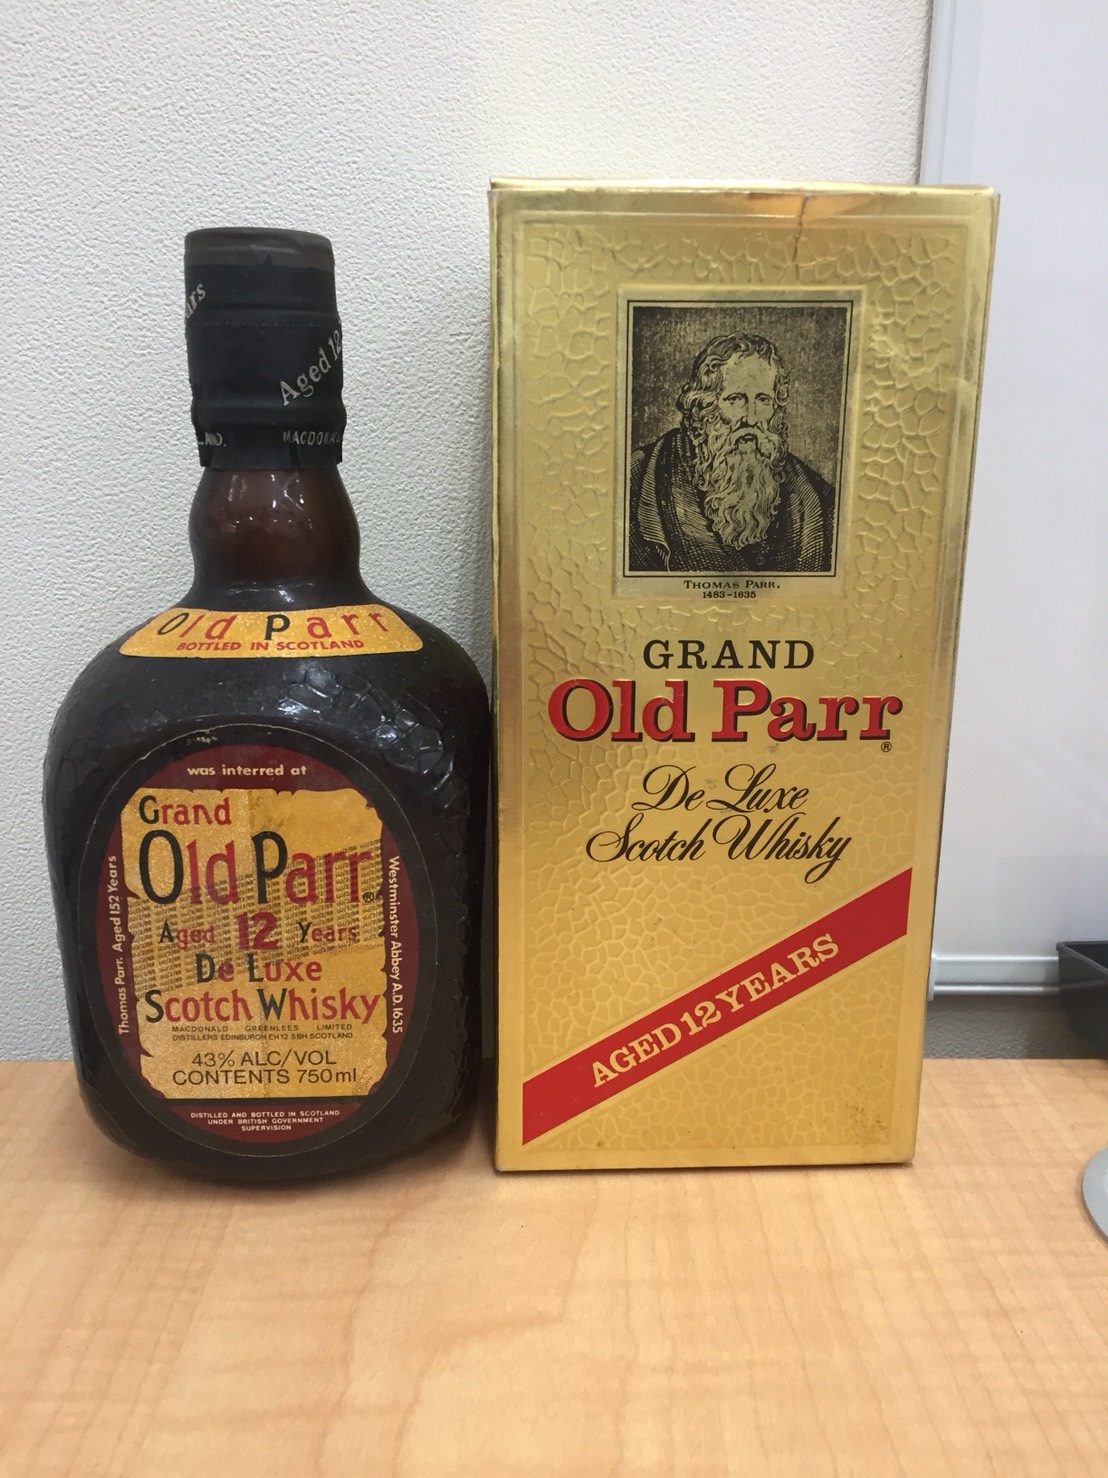 ars
Aged 12
LAND. MACDONA
Old Parr
BOTTLED IN SCOTLAND
was interred at
Thomas Parr. Aged 152 Years
Westminster Abbey A.D. 1635
Grand
Old Parr®
Aged 12 Years
De Luxe
Scotch Whisky
MACDONALD GREENLEES LIMITED
DISTILLERS EDINBURGH EH12 5BH SCOTLAND
43% ALC/VOL
CONTENTS 750ml
DISTILLED AND BOTTLED IN SCOTLAND
UNDER BRITISH GOVERNMENT
SUPERVISION
THOMAS PARR,
1483-1635
GRAND
Old Parr®
De Luxe
Scotch Whisky
AGED 12 YEARS